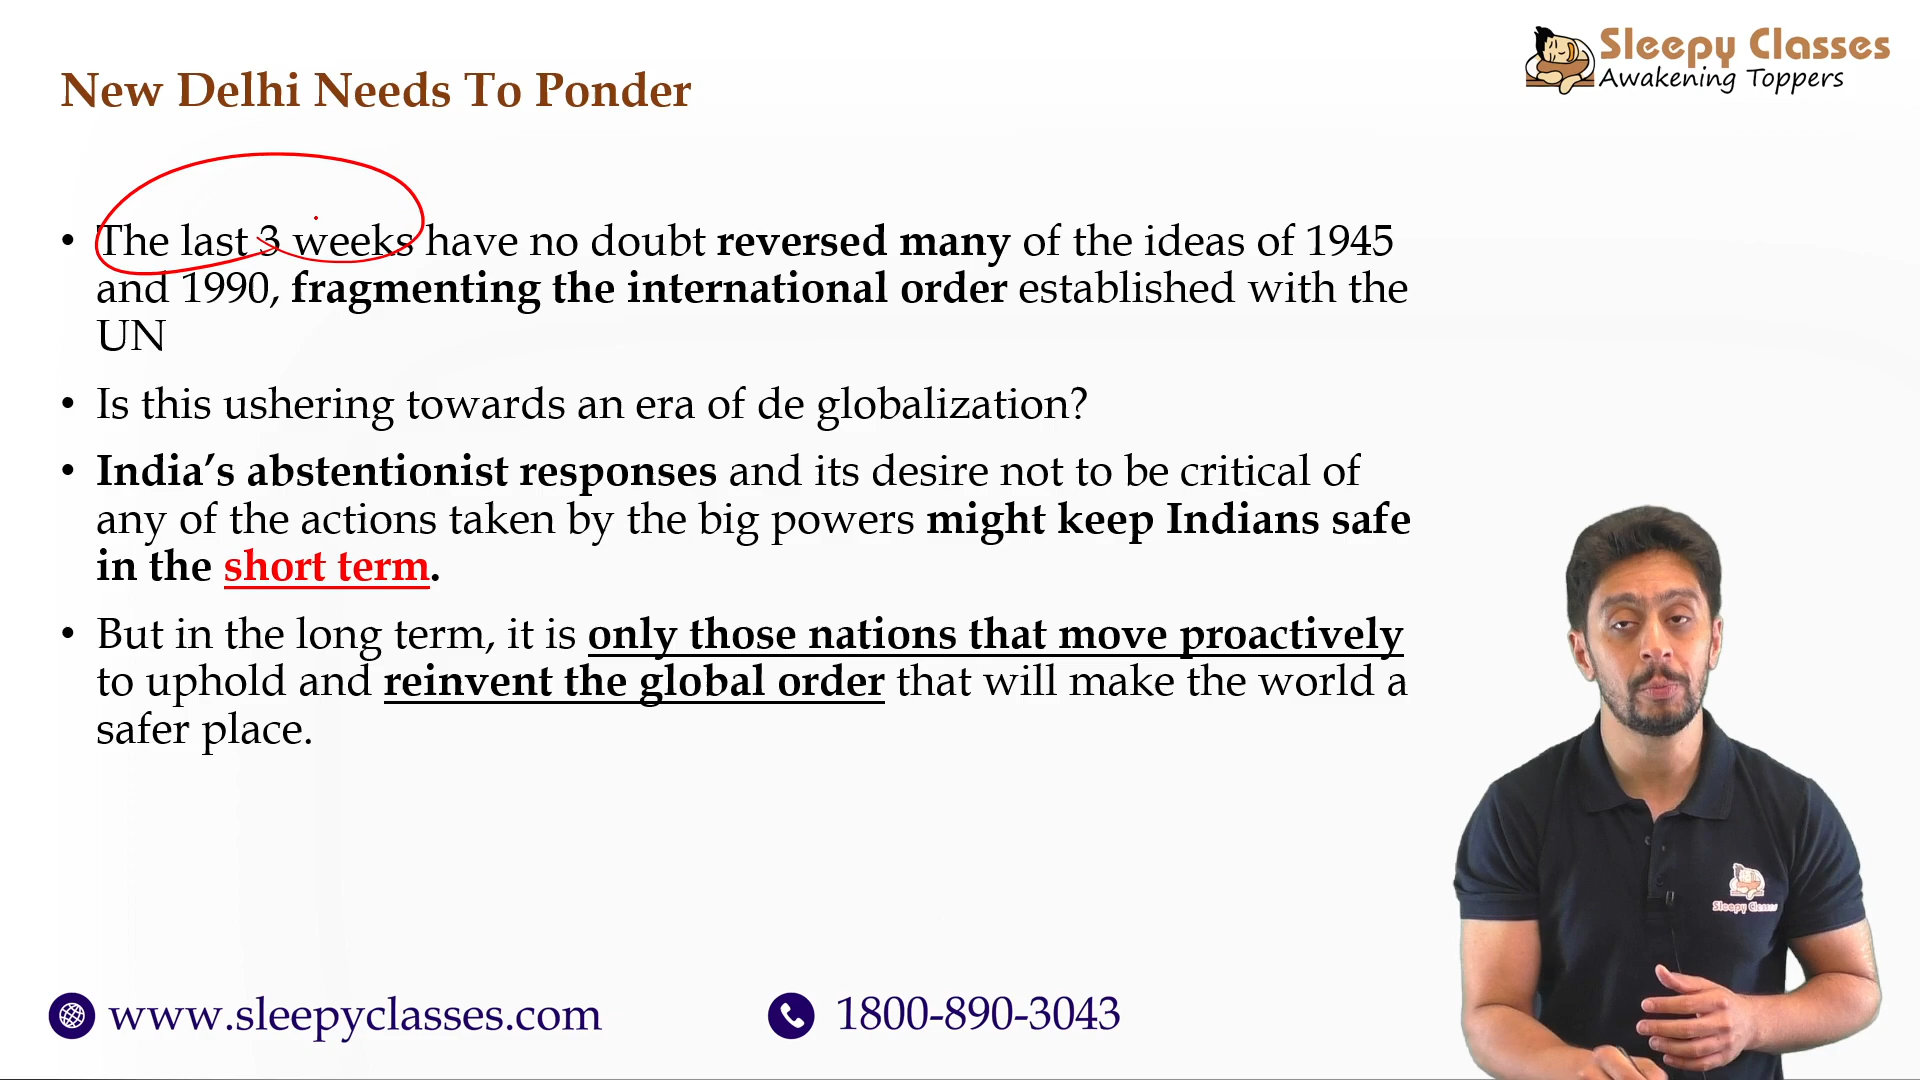 Sleepy Classes
Awakening Toppers
New Delhi Needs To Ponder
• The last 3 weeks have no doubt reversed many of the ideas of 1945
and 1990, fragmenting the international order established with the
UN
• Is this ushering towards an era of de globalization?
• India’s abstentionist responses and its desire not to be critical of
any of the actions taken by the big powers might keep Indians safe
in the short term.
• But in the long term, it is only those nations that move proactively
to uphold and reinvent the global order that will make the world a
safer place.
Sleepy Classes
www.sleepyclasses.com
1800-890-3043